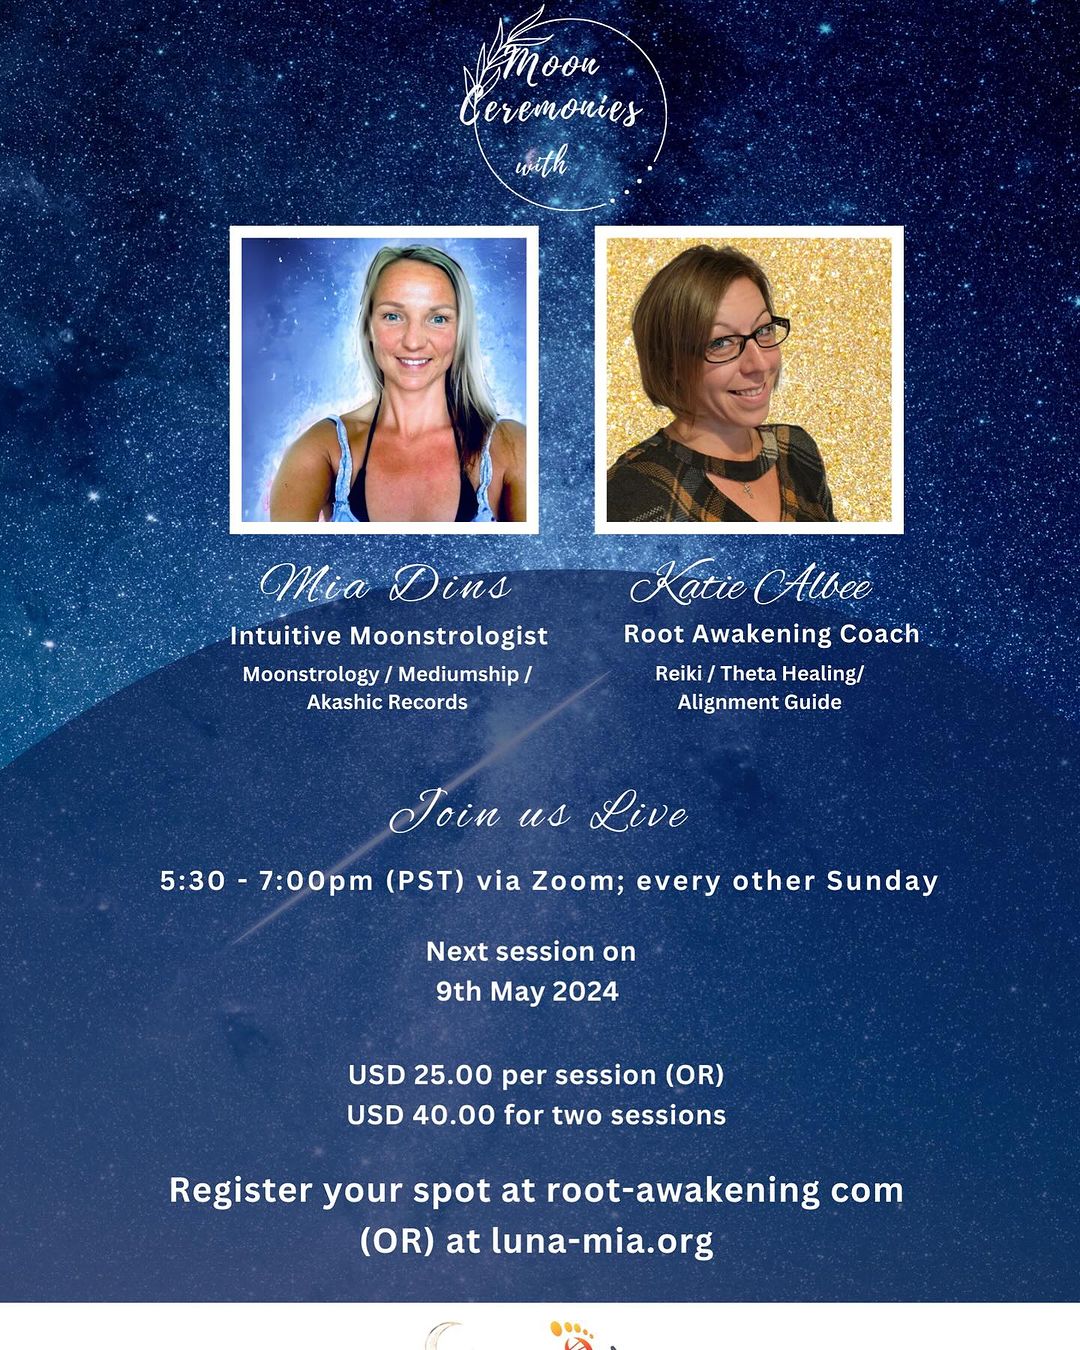 Moon
Ceremonies
with
Mia Dins
Katie Albee
Intuitive Moonstrologist
Root Awakening Coach
Moonstrology / Mediumship /
Akashic Records
Reiki / Theta Healing/
Alignment Guide
Join us Live
5:30 - 7:00pm (PST) via Zoom; every other Sunday
Next session on
9th May 2024
USD 25.00 per session (OR)
USD 40.00 for two sessions
Register your spot at root-awakening com
(OR) at luna-mia.org